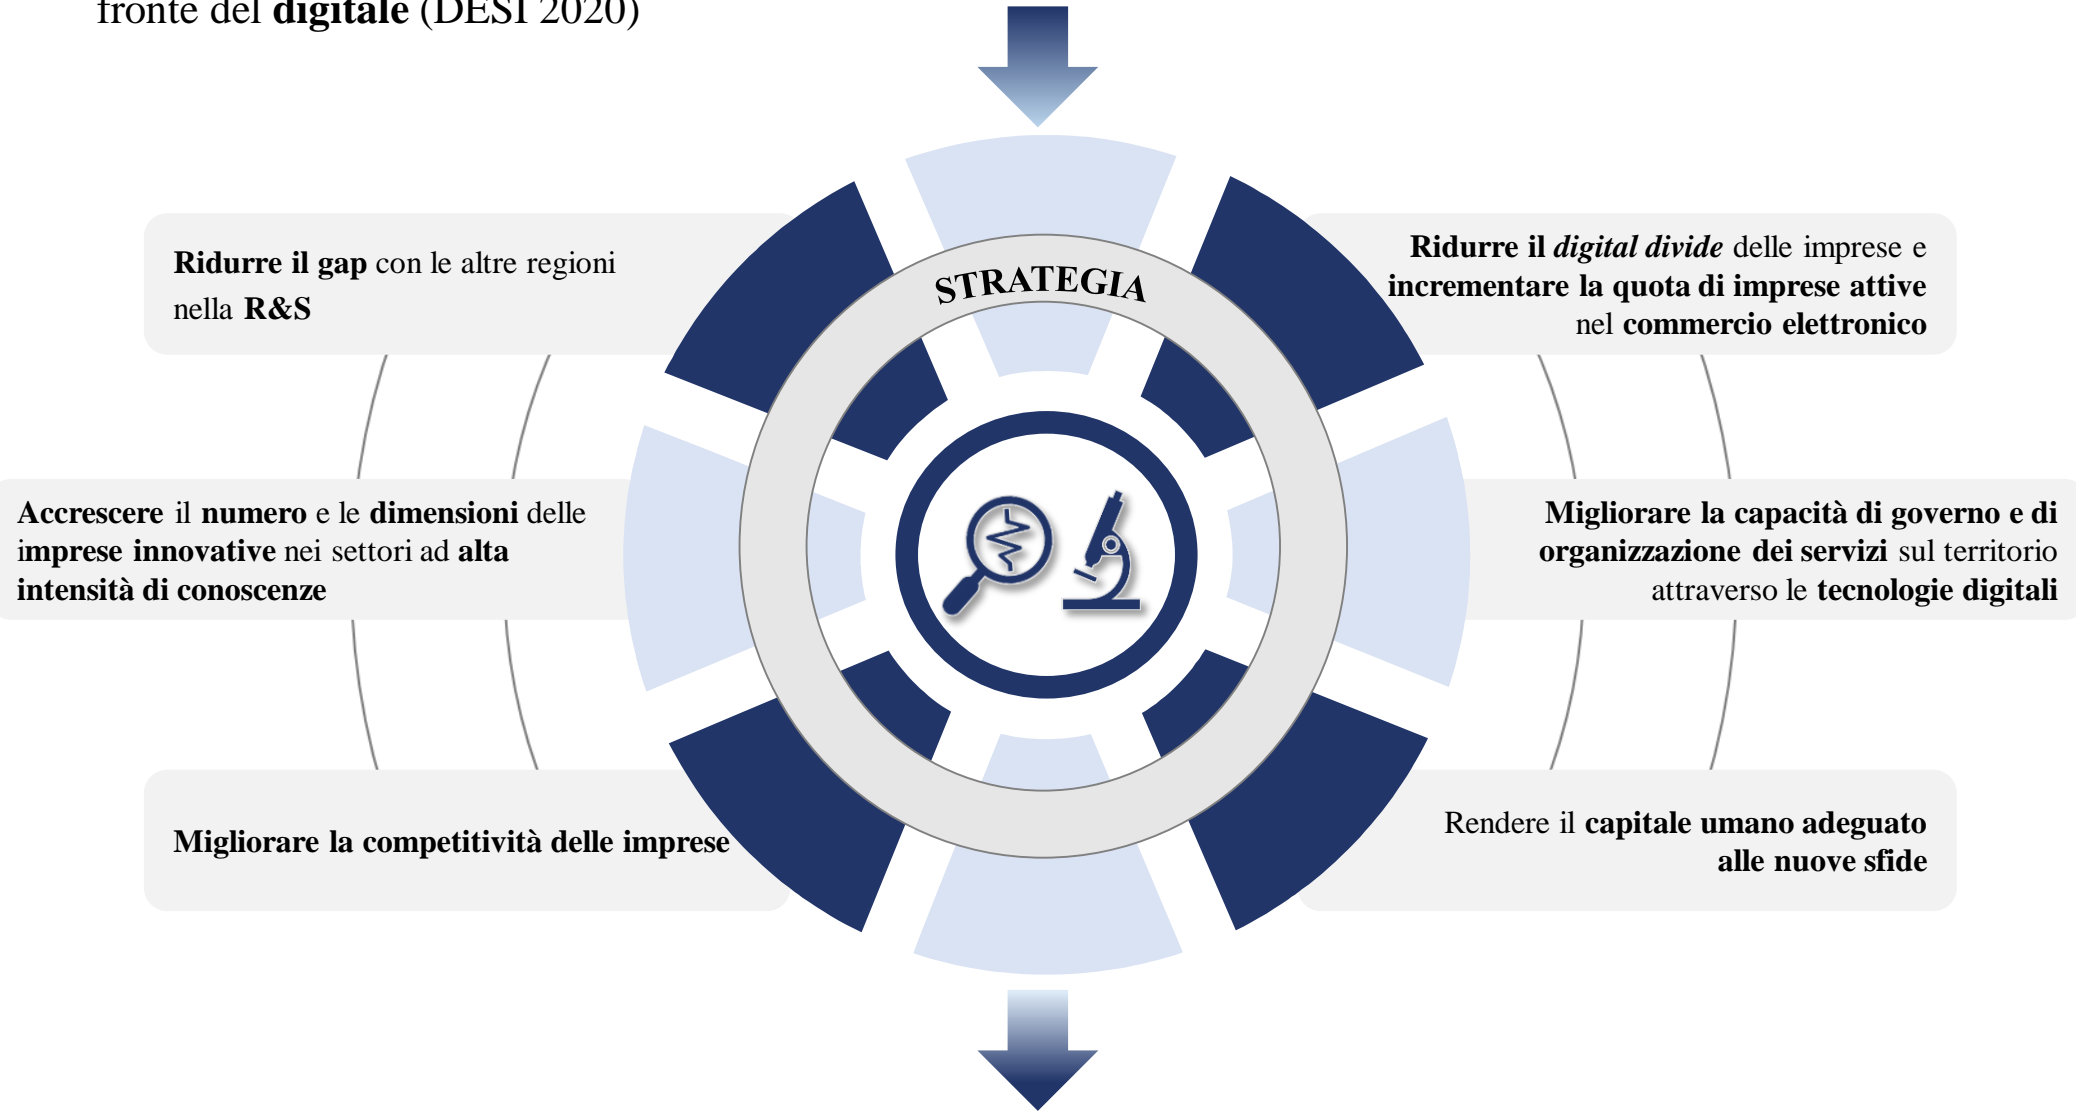 fronte del digitale (DESI 2020)
STRATEGIA
Ridurre il gap con le altre regioni
nella R&S
Accrescere il numero e le dimensioni delle
imprese innovative nei settori ad alta
intensità di conoscenze
Migliorare la competitività delle imprese
Ridurre il digital divide delle imprese e
incrementare la quota di imprese attive
nel commercio elettronico
Migliorare la capacità di governo e di
organizzazione dei servizi sul territorio
attraverso le tecnologie digitali
Rendere il capitale umano adeguato
alle nuove sfide